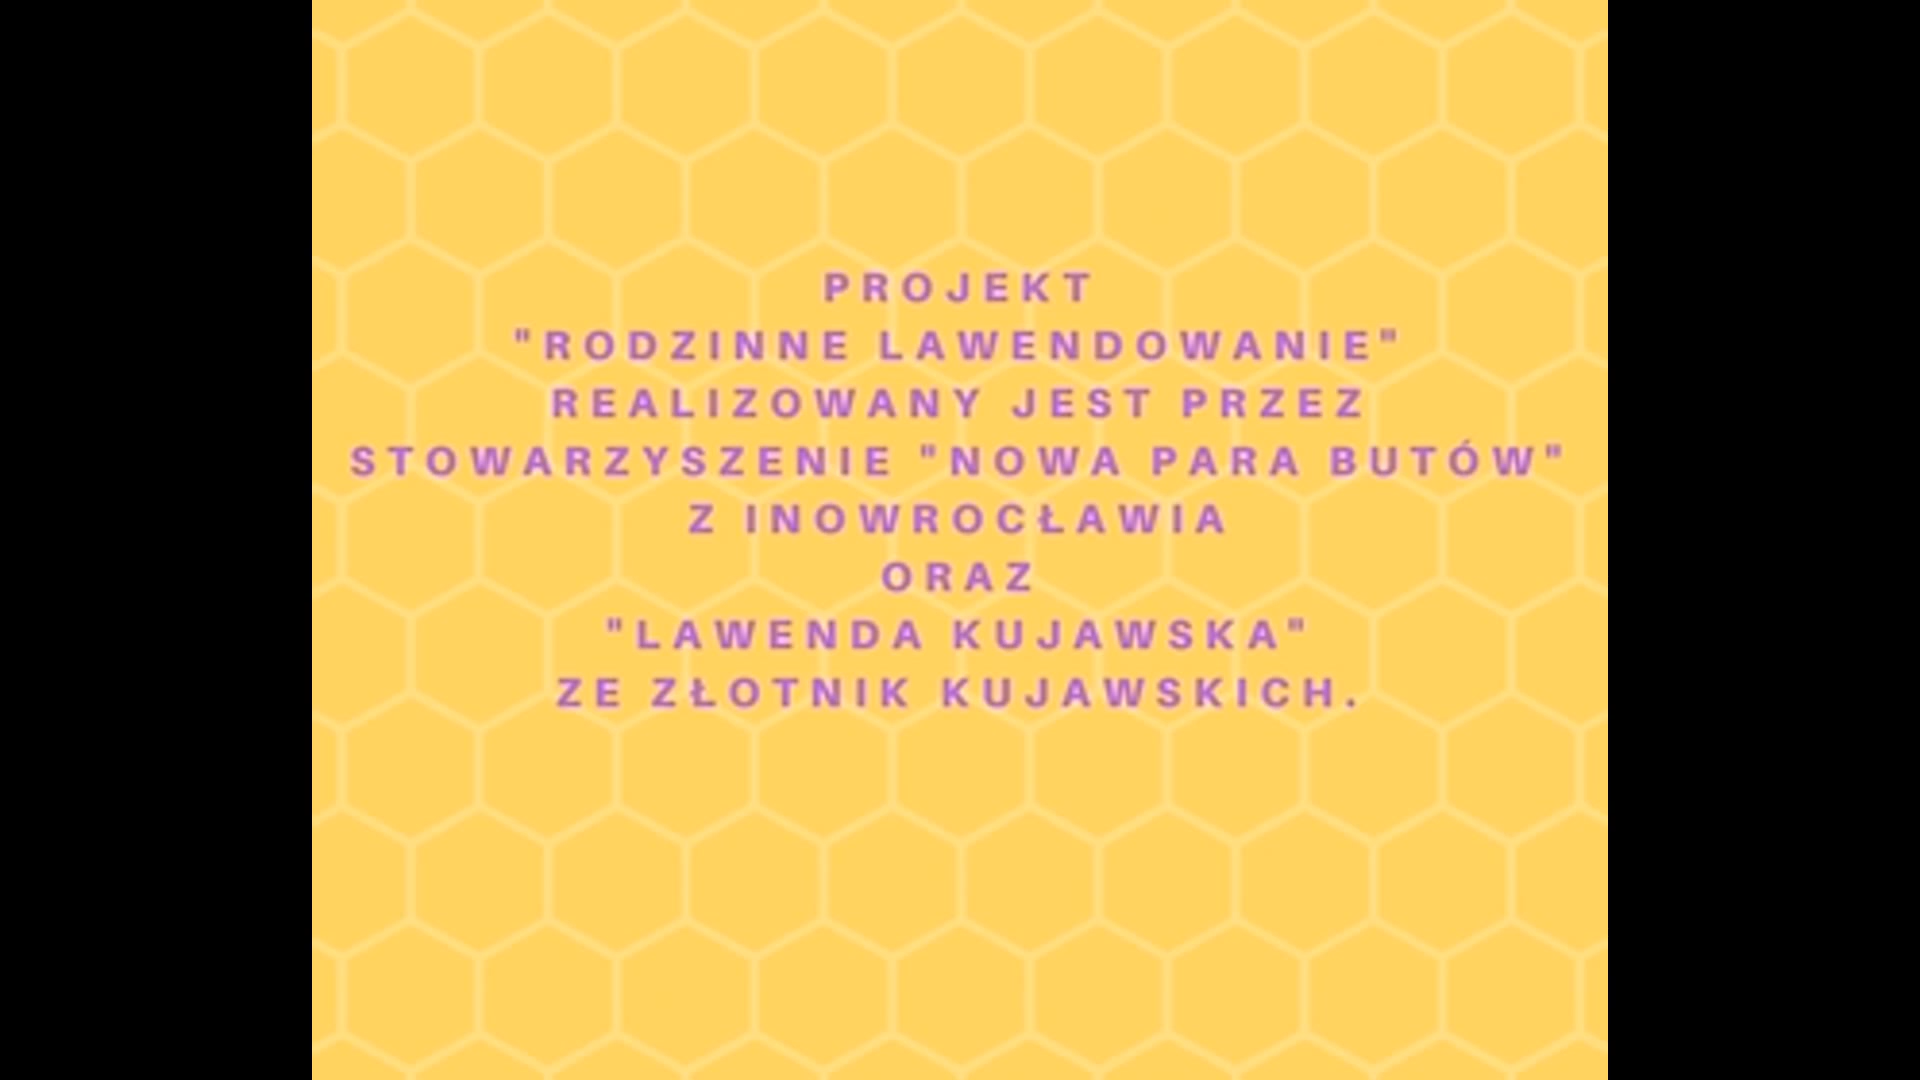 PROJEKT
"RODZINNE LAWENDOWANIE"
REALIZOWANY JEST PRZEZ
STOWARZYSZENIE "NOWA PARA BUTÓW"
Z INOWROCŁAWIA
ORAZ
"LAWENDA KUJAWSKA"
ZE ZŁOTNIK KUJAWSKICH.